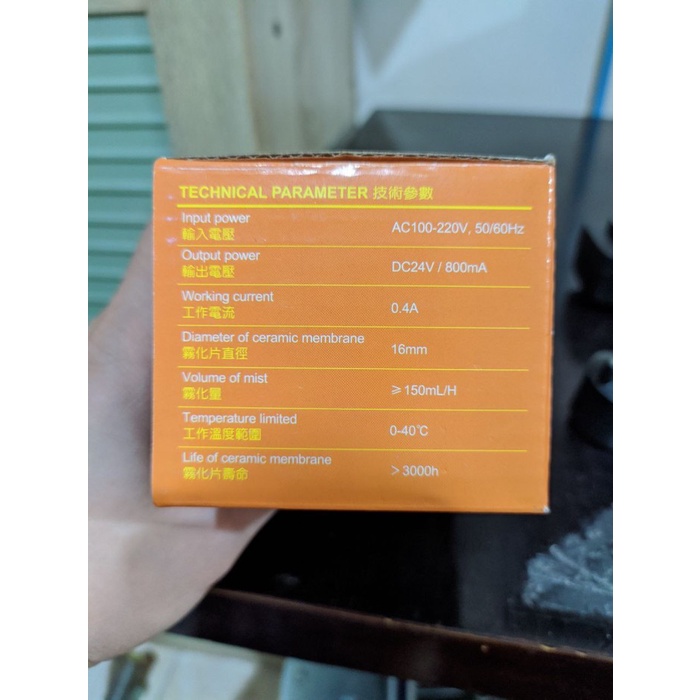 TECHNICAL PARAMETER 技術參數
Input power
輸入電壓
AC100-220V, 50/60Hz
Output power
輸出電壓
DC24V / 800mA
Working current
工作電流
0.4A
Diameter of ceramic membrane
霧化片直徑
16mm
Volume of mist
霧化量
≥150mL/H
Temperature limited
工作溫度範圍
0-40℃
Life of ceramic membrane
霧化片壽命
>3000h